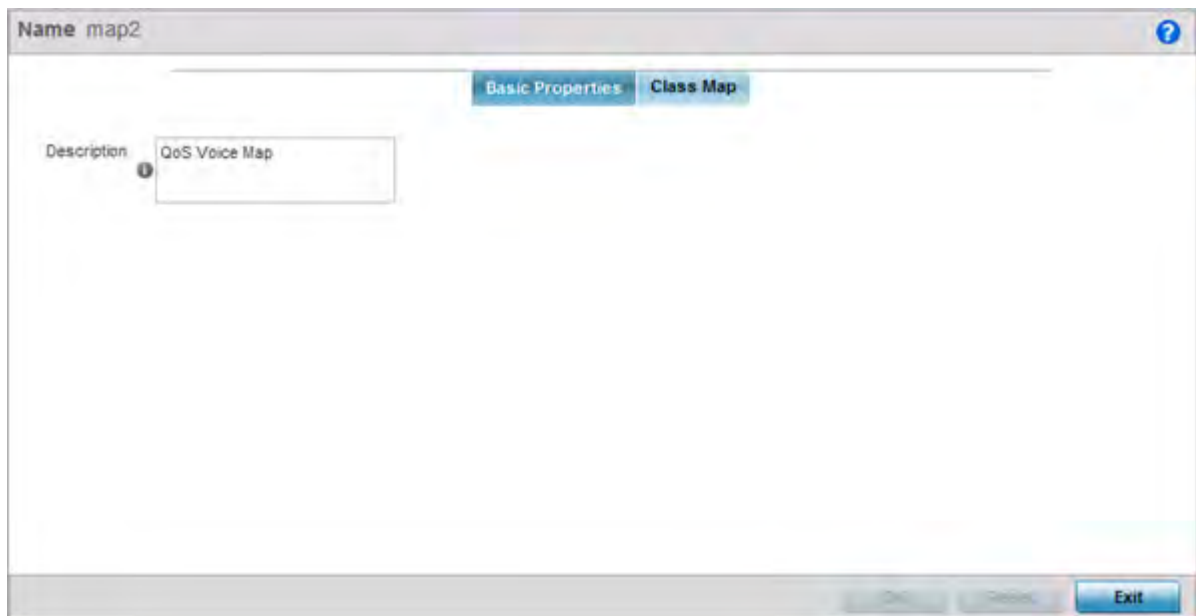 Name map2
?
Basic Properties Class Map
Description
i
QoS Voice Map
Exit